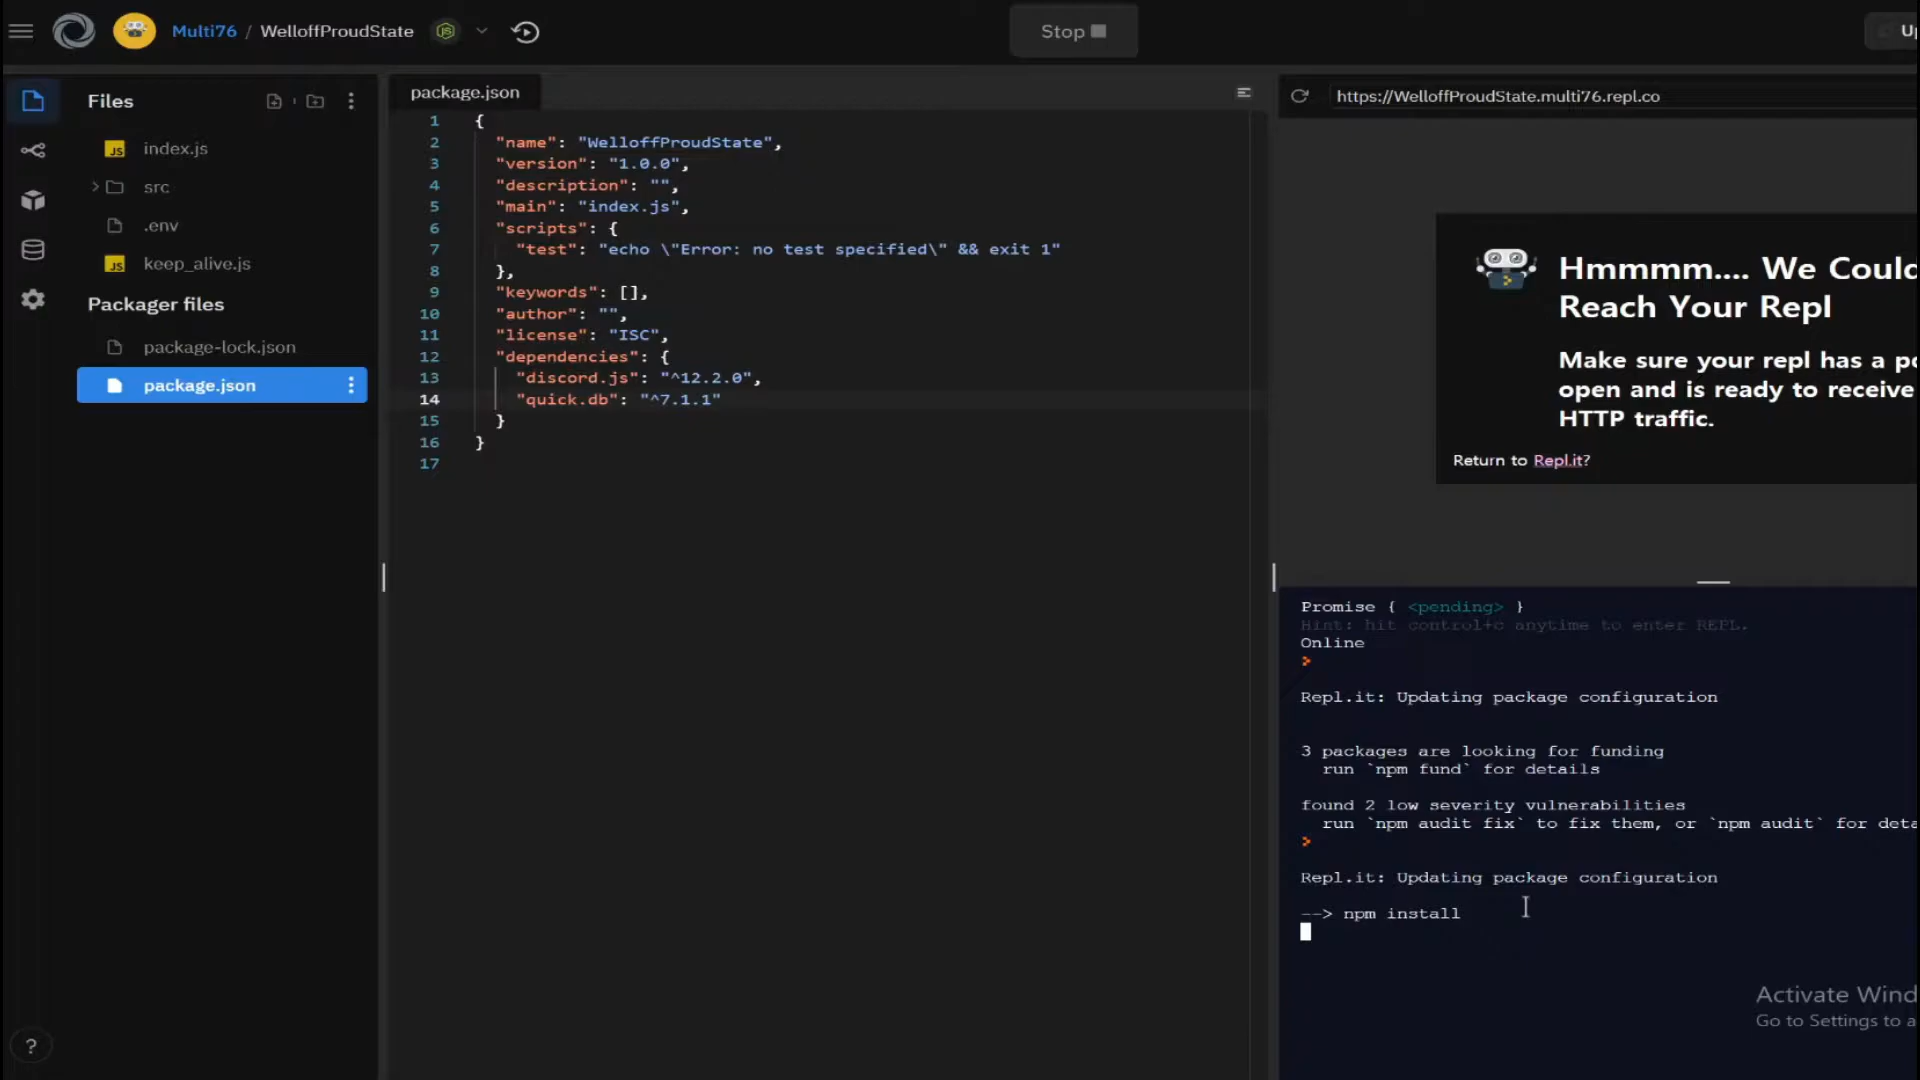 Multi76 / WelloffProudState
Stop
Files
index.js
src
.env
keep_alive.js
Packager files
package-lock.json
package.json
?
package.json
1 {
2 "name": "WelloffProudState",
3 "version": "1.0.0",
4 "description": "",
5 "main": "index.js",
6 "scripts": {
7 "test": "echo \"Error: no test specified\" && exit 1"
8 },
9 "keywords": [],
10 "author": "",
11 "license": "ISC",
12 "dependencies": {
13 "discord.js": "^12.2.0",
14 "quick.db": "^7.1.1"
15 }
16 }
17
https://WelloffProudState.multi76.repl.co
Hmmmm.... We Could
Reach Your Repl
Make sure your repl has a po
open and is ready to receive
HTTP traffic.
Return to Repl.it?
Promise { <pending> }
Hint: hit control+c anytime to enter REPL.
Online
>
Repl.it: Updating package configuration
3 packages are looking for funding
run `npm fund` for details
found 2 low severity vulnerabilities
run `npm audit fix` to fix them, or `npm audit` for deta
>
Repl.it: Updating package configuration
--> npm install
Activate Wind
Go to Settings to a